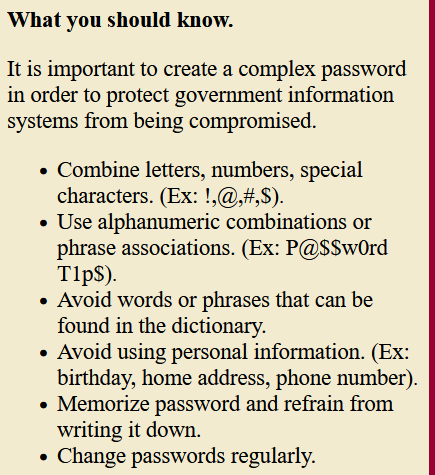 What you should know.
It is important to create a complex password
in order to protect government information
systems from being compromised.
• Combine letters, numbers, special
characters. (Ex: !,@,#,$).
• Use alphanumeric combinations or
phrase associations. (Ex: P@$$w0rd
T1p$).
• Avoid words or phrases that can be
found in the dictionary.
• Avoid using personal information. (Ex:
birthday, home address, phone number).
• Memorize password and refrain from
writing it down.
• Change passwords regularly.